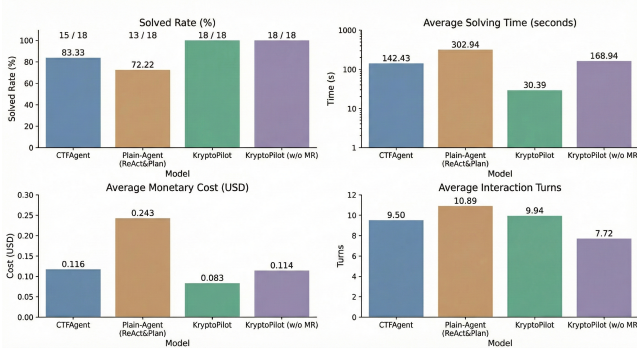 Solved Rate (%)
15 / 18
13 / 18
18 / 18
18 / 18
83.33
72.22
100
80
60
40
20
0
Solved Rate (%)
CTFAgent
Plain-Agent
(ReAct&Plan)
KryptoPilot
KryptoPilot (w/o MR)
Model
Average Solving Time (seconds)
1000
100
10
1
Time (s)
142.43
302.94
30.39
168.94
CTFAgent
Plain-Agent
(ReAct&Plan)
KryptoPilot
KryptoPilot (w/o MR)
Model
Average Monetary Cost (USD)
0.30
0.25
0.20
0.15
0.10
0.05
0.00
Cost (USD)
0.116
0.243
0.083
0.114
CTFAgent
Plain-Agent
(ReAct&Plan)
KryptoPilot
KryptoPilot (w/o MR)
Model
Average Interaction Turns
12
10
8
6
4
2
0
Turns
9.50
10.89
9.94
7.72
CTFAgent
Plain-Agent
(ReAct&Plan)
KryptoPilot
KryptoPilot (w/o MR)
Model